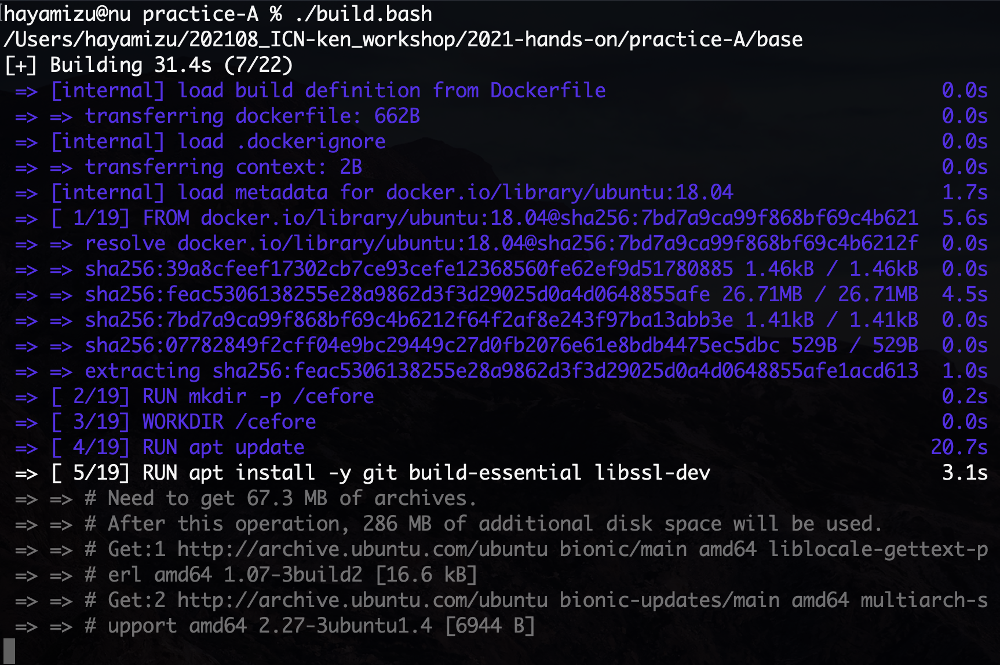 hayamizu@nu practice-A % ./build.bash
/Users/hayamizu/202108_ICN-ken_workshop/2021-hands-on/practice-A/base
[+] Building 31.4s (7/22)
=> [internal] load build definition from Dockerfile 0.0s
=> => transferring dockerfile: 662B 0.0s
=> [internal] load .dockerignore 0.0s
=> => transferring context: 2B 0.0s
=> [internal] load metadata for docker.io/library/ubuntu:18.04 1.7s
=> [ 1/19] FROM docker.io/library/ubuntu:18.04@sha256:7bd7a9ca99f868bf69c4b621 5.6s
=> => resolve docker.io/library/ubuntu:18.04@sha256:7bd7a9ca99f868bf69c4b6212f 0.0s
=> => sha256:39a8cfeef17302cb7ce93cefe12368560fe62ef9d51780885 1.46kB / 1.46kB 0.0s
=> => sha256:feac5306138255e28a9862d3f3d29025d0a4d0648855afe 26.71MB / 26.71MB 4.5s
=> => sha256:7bd7a9ca99f868bf69c4b6212f64f2af8e243f97ba13abb3e 1.41kB / 1.41kB 0.0s
=> => sha256:07782849f2cff04e9bc29449c27d0fb2076e61e8bdb4475ec5dbc 529B / 529B 0.0s
=> => extracting sha256:feac5306138255e28a9862d3f3d29025d0a4d0648855afe1acd613 1.0s
=> [ 2/19] RUN mkdir -p /cefore 0.2s
=> [ 3/19] WORKDIR /cefore 0.0s
=> [ 4/19] RUN apt update 20.7s
=> [ 5/19] RUN apt install -y git build-essential libssl-dev 3.1s
=> => # Need to get 67.3 MB of archives.
=> => # After this operation, 286 MB of additional disk space will be used.
=> => # Get:1 http://archive.ubuntu.com/ubuntu bionic/main amd64 liblocale-gettext-p
=> => # erl amd64 1.07-3build2 [16.6 kB]
=> => # Get:2 http://archive.ubuntu.com/ubuntu bionic-updates/main amd64 multiarch-s
=> => # upport amd64 2.27-3ubuntu1.4 [6944 B]